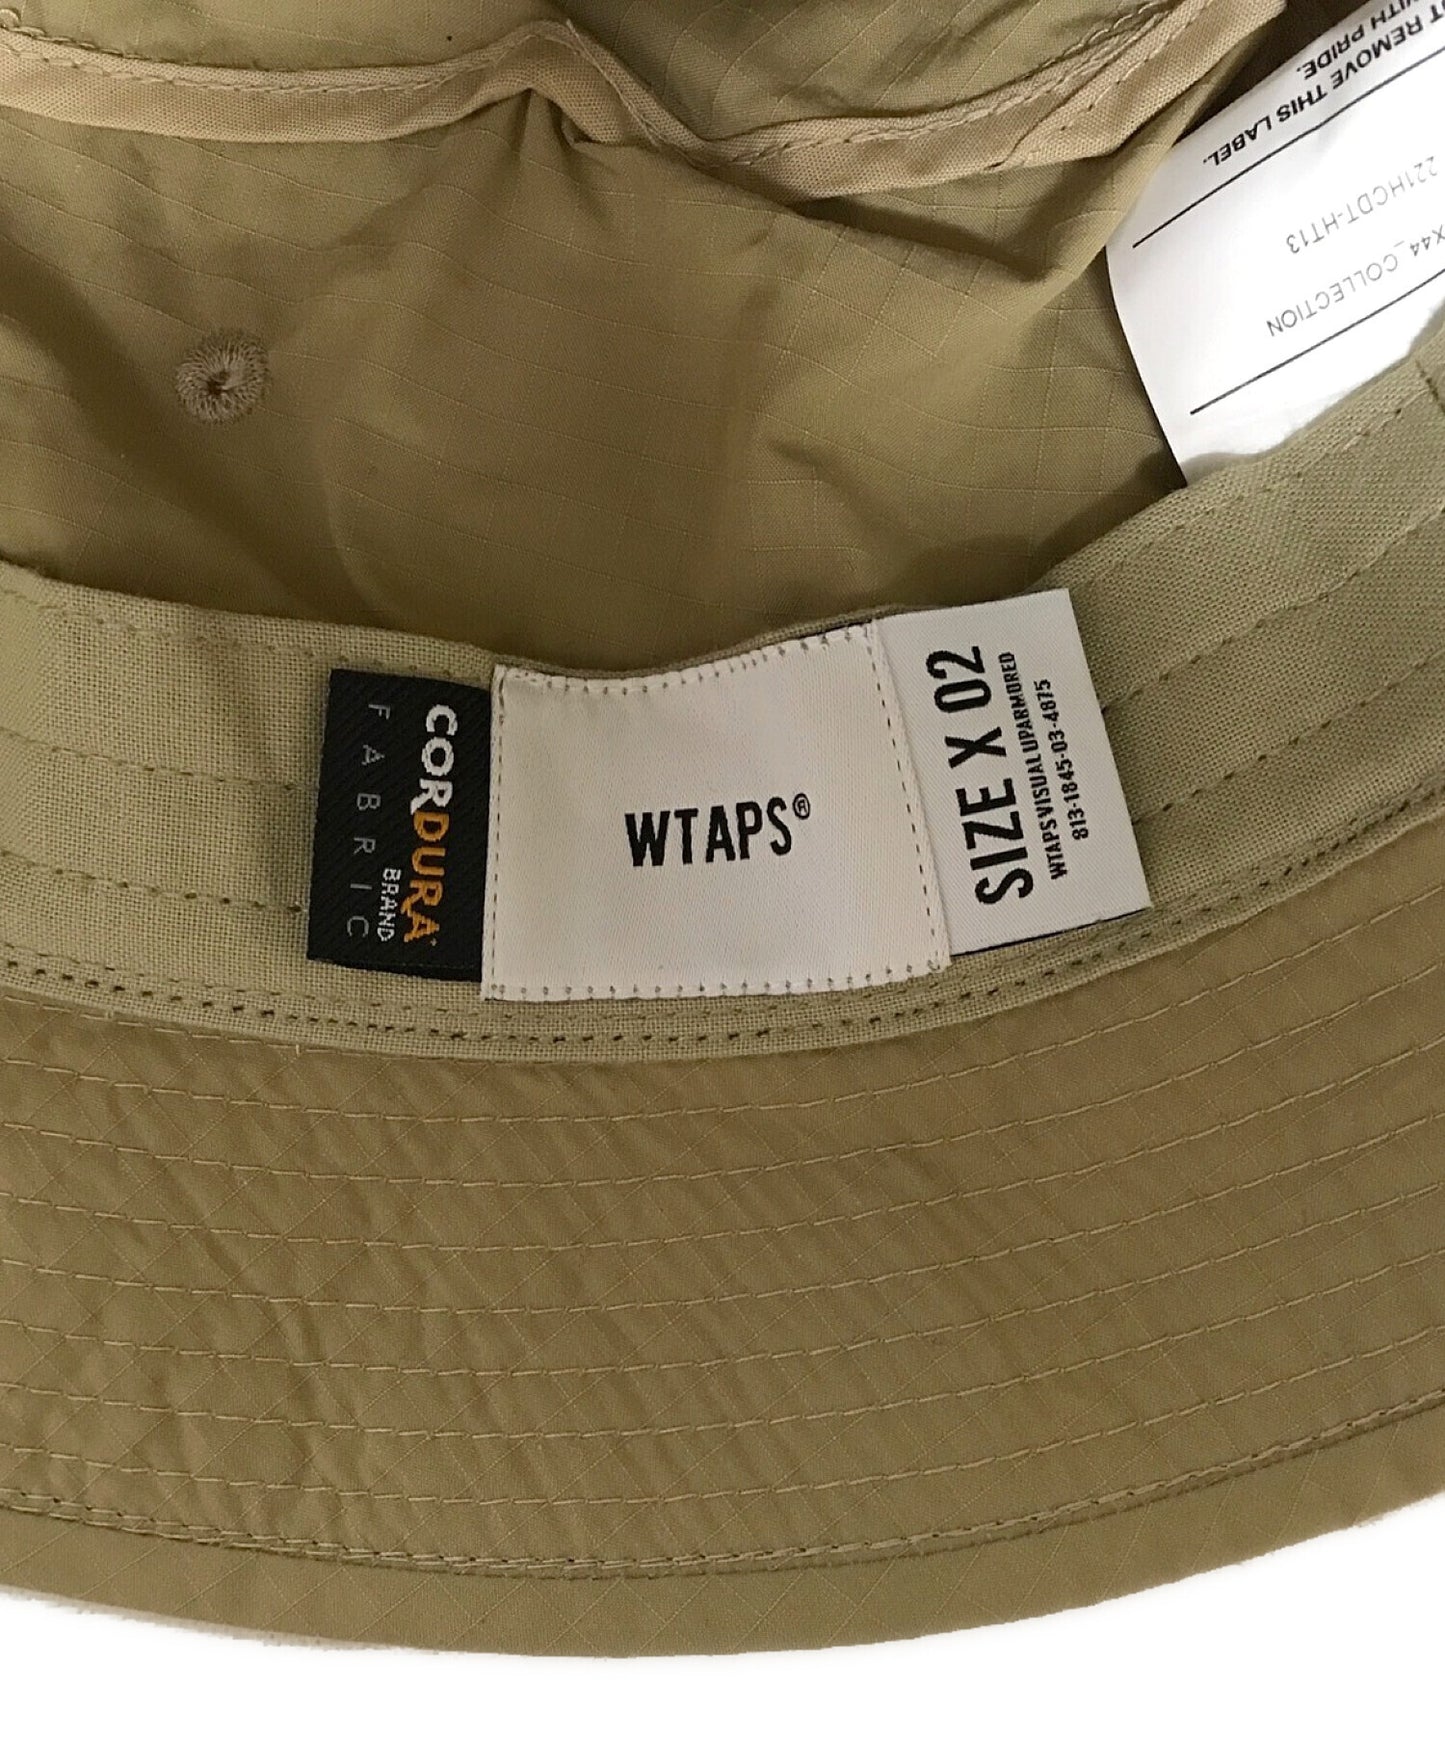 CORDURA
BRAND
FABRIC
WTAPS®
SIZE X 02
WTAPS VISUAL UPARMORED
813-1845-03-4875
REMOVE THIS LABEL.
WITH PRIDE.
221HCDT-HT13
X44_COLLECTION